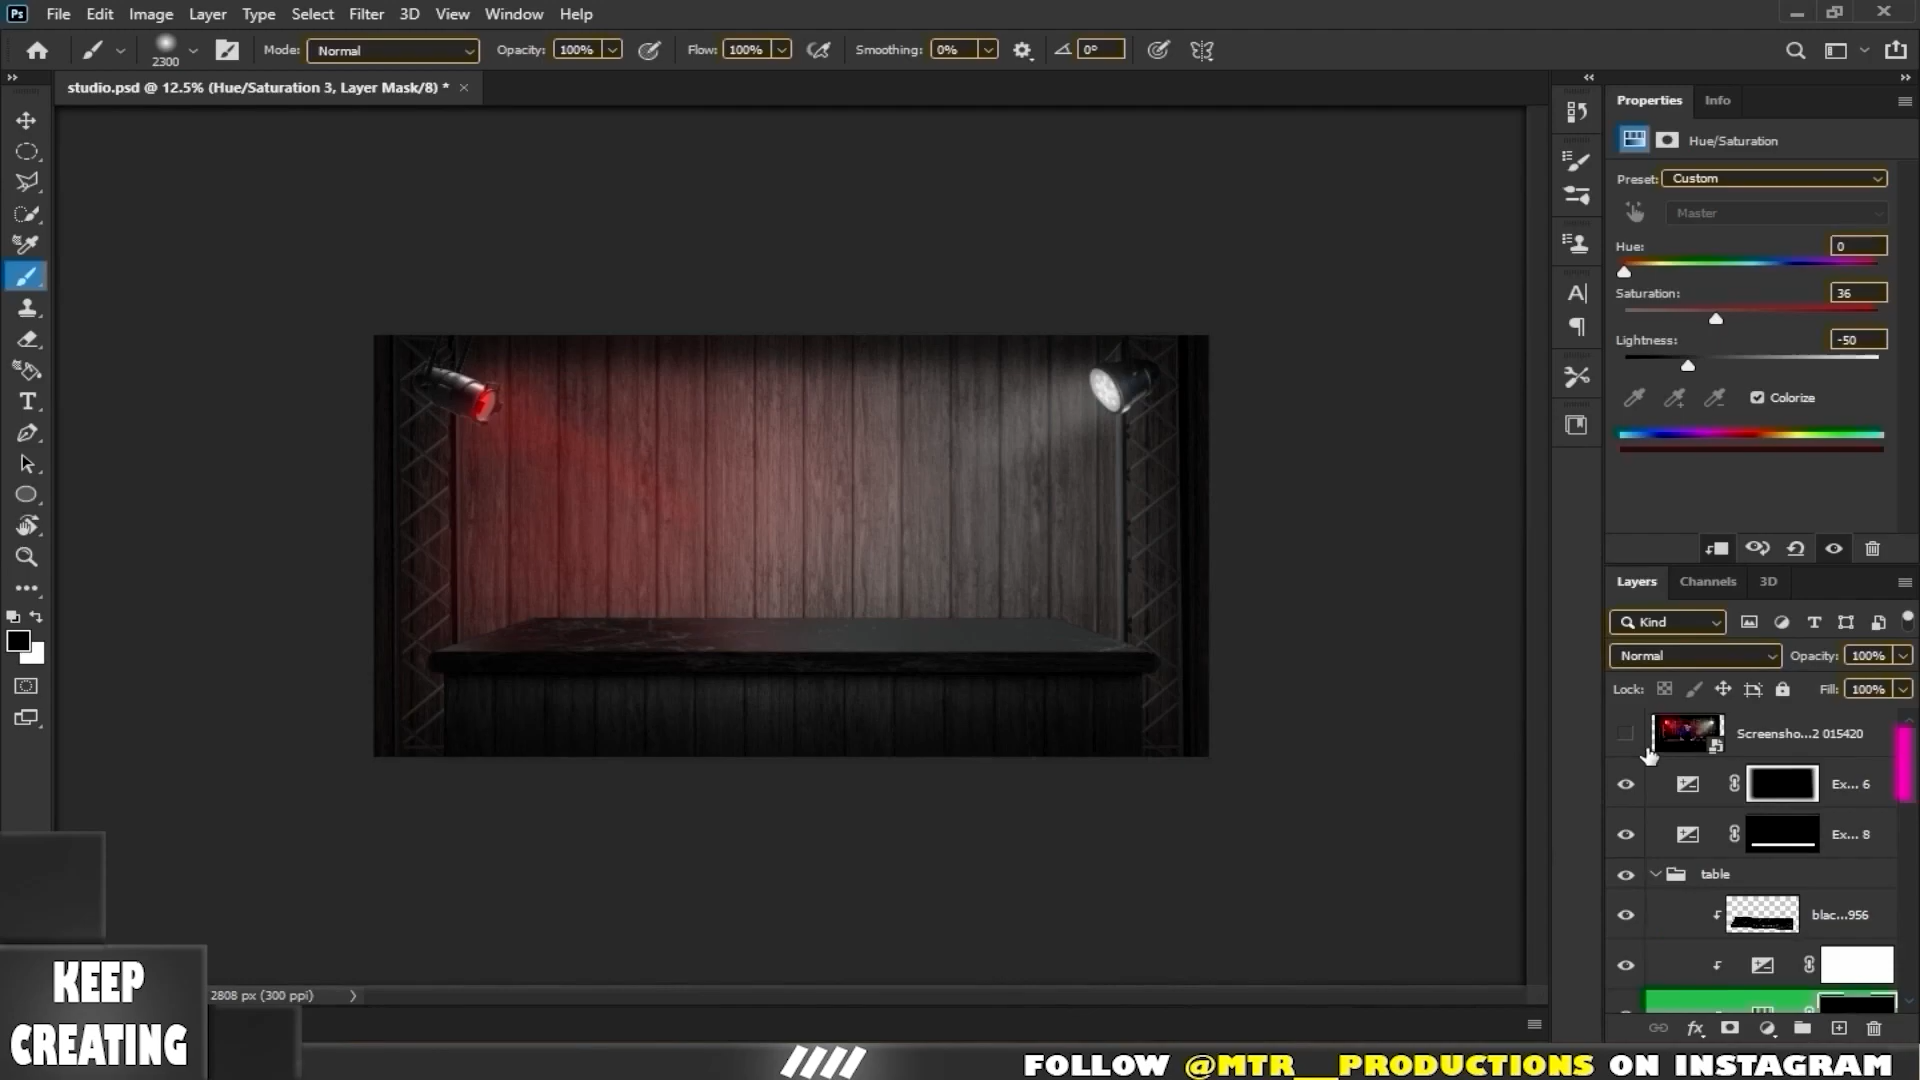 Ps File Edit Image Layer Type Select Filter 3D View Window Help
2300 Mode: Normal Opacity: 100% Flow: 100% Smoothing: 0% 0°
studio.psd @ 12.5% (Hue/Saturation 3, Layer Mask/8) *
Properties Info
Hue/Saturation
Preset: Custom
Master
Hue: 0
Saturation: 36
Lightness: -50
Colorize
Layers Channels 3D
Kind
Normal Opacity: 100%
Lock: Fill: 100%
Screensho...2 015420
Ex... 6
Ex... 8
table
blac...956
2808 px (300 ppi)
KEEP
CREATING
FOLLOW @MTR__PRODUCTIONS ON INSTAGRAM